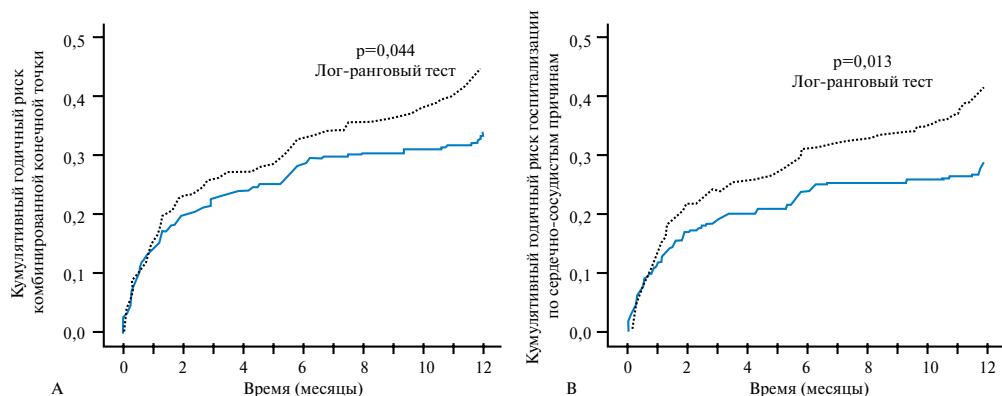 Кумулятивный годичный риск
комбинированной конечной точки
0,5
0,4
0,3
0,2
0,1
0,0
p=0,044
Лог-ранговый тест
0 2 4 6 8 10 12
А
Время (месяцы)
Кумулятивный годичный риск госпитализации
по сердечно-сосудистым причинам
0,5
0,4
0,3
0,2
0,1
0,0
p=0,013
Лог-ранговый тест
0 2 4 6 8 10 12
В
Время (месяцы)